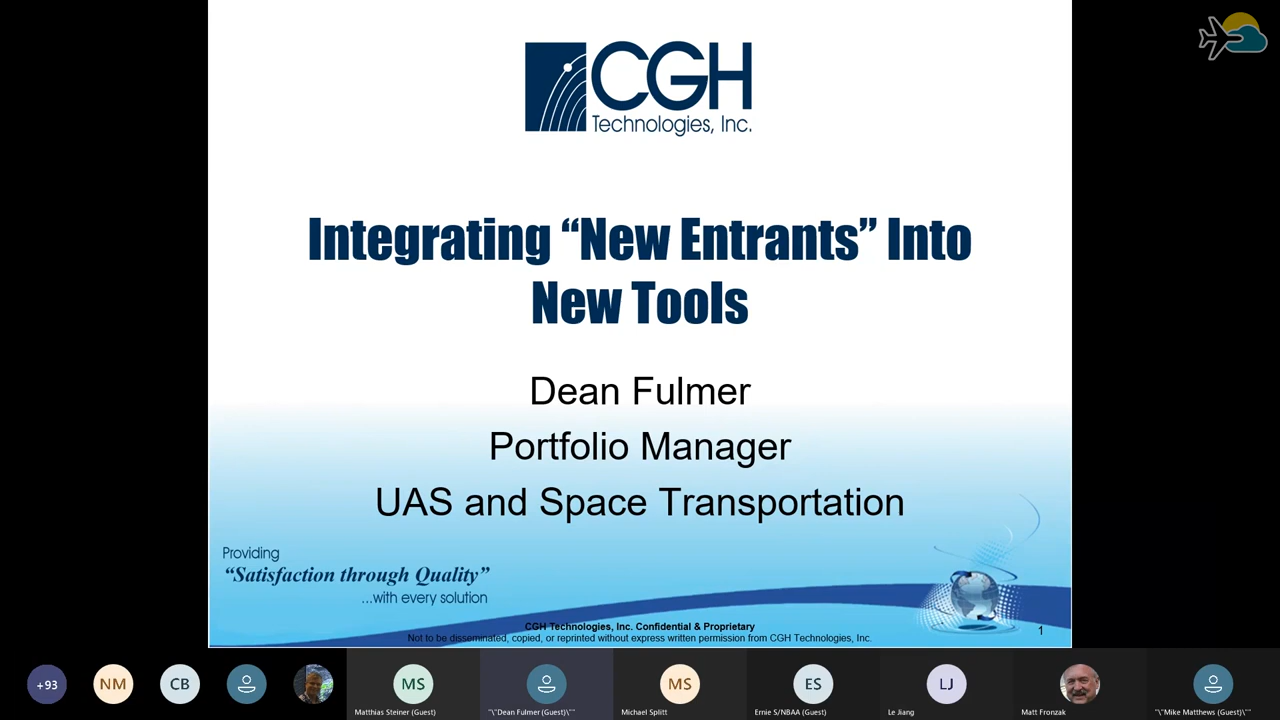 CGH
Technologies, Inc.
Integrating “New Entrants” Into
New Tools
Dean Fulmer
Portfolio Manager
UAS and Space Transportation
Providing
“Satisfaction through Quality”
...with every solution
CGH Technologies, Inc. Confidential & Proprietary
Not to be disseminated, copied, or reprinted without express written permission from CGH Technologies, Inc.
1
+93
NM
CB
MS
MS
ES
LJ
Matthias Steiner (Guest)
"\"Dean Fulmer (Guest)\""
Michael Splitt
Ernie S/NBAA (Guest)
Le Jiang
Matt Fronzak
"\"Mike Matthews (Guest)\""